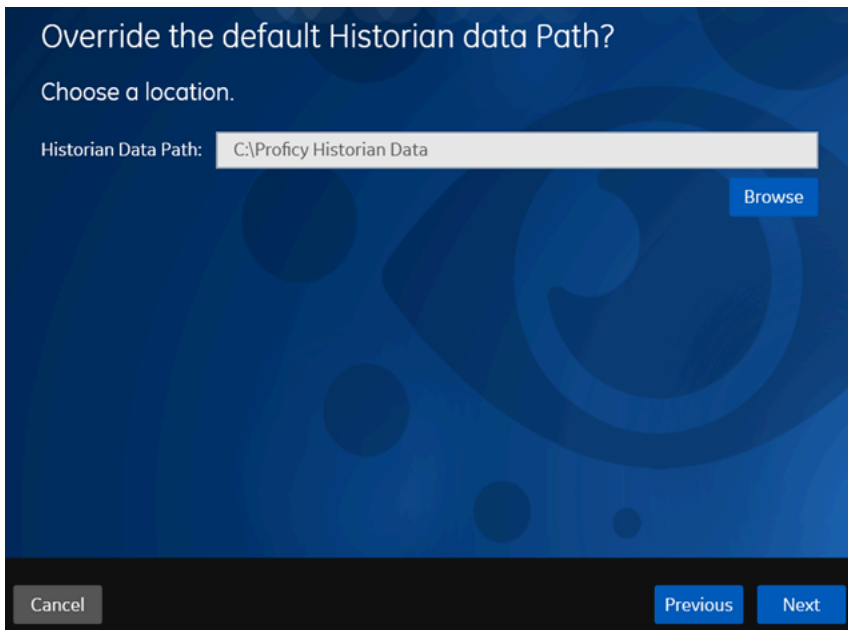 Override the default Historian data Path?
Choose a location.
Historian Data Path: C:\Proficy Historian Data
Browse
Cancel Previous Next